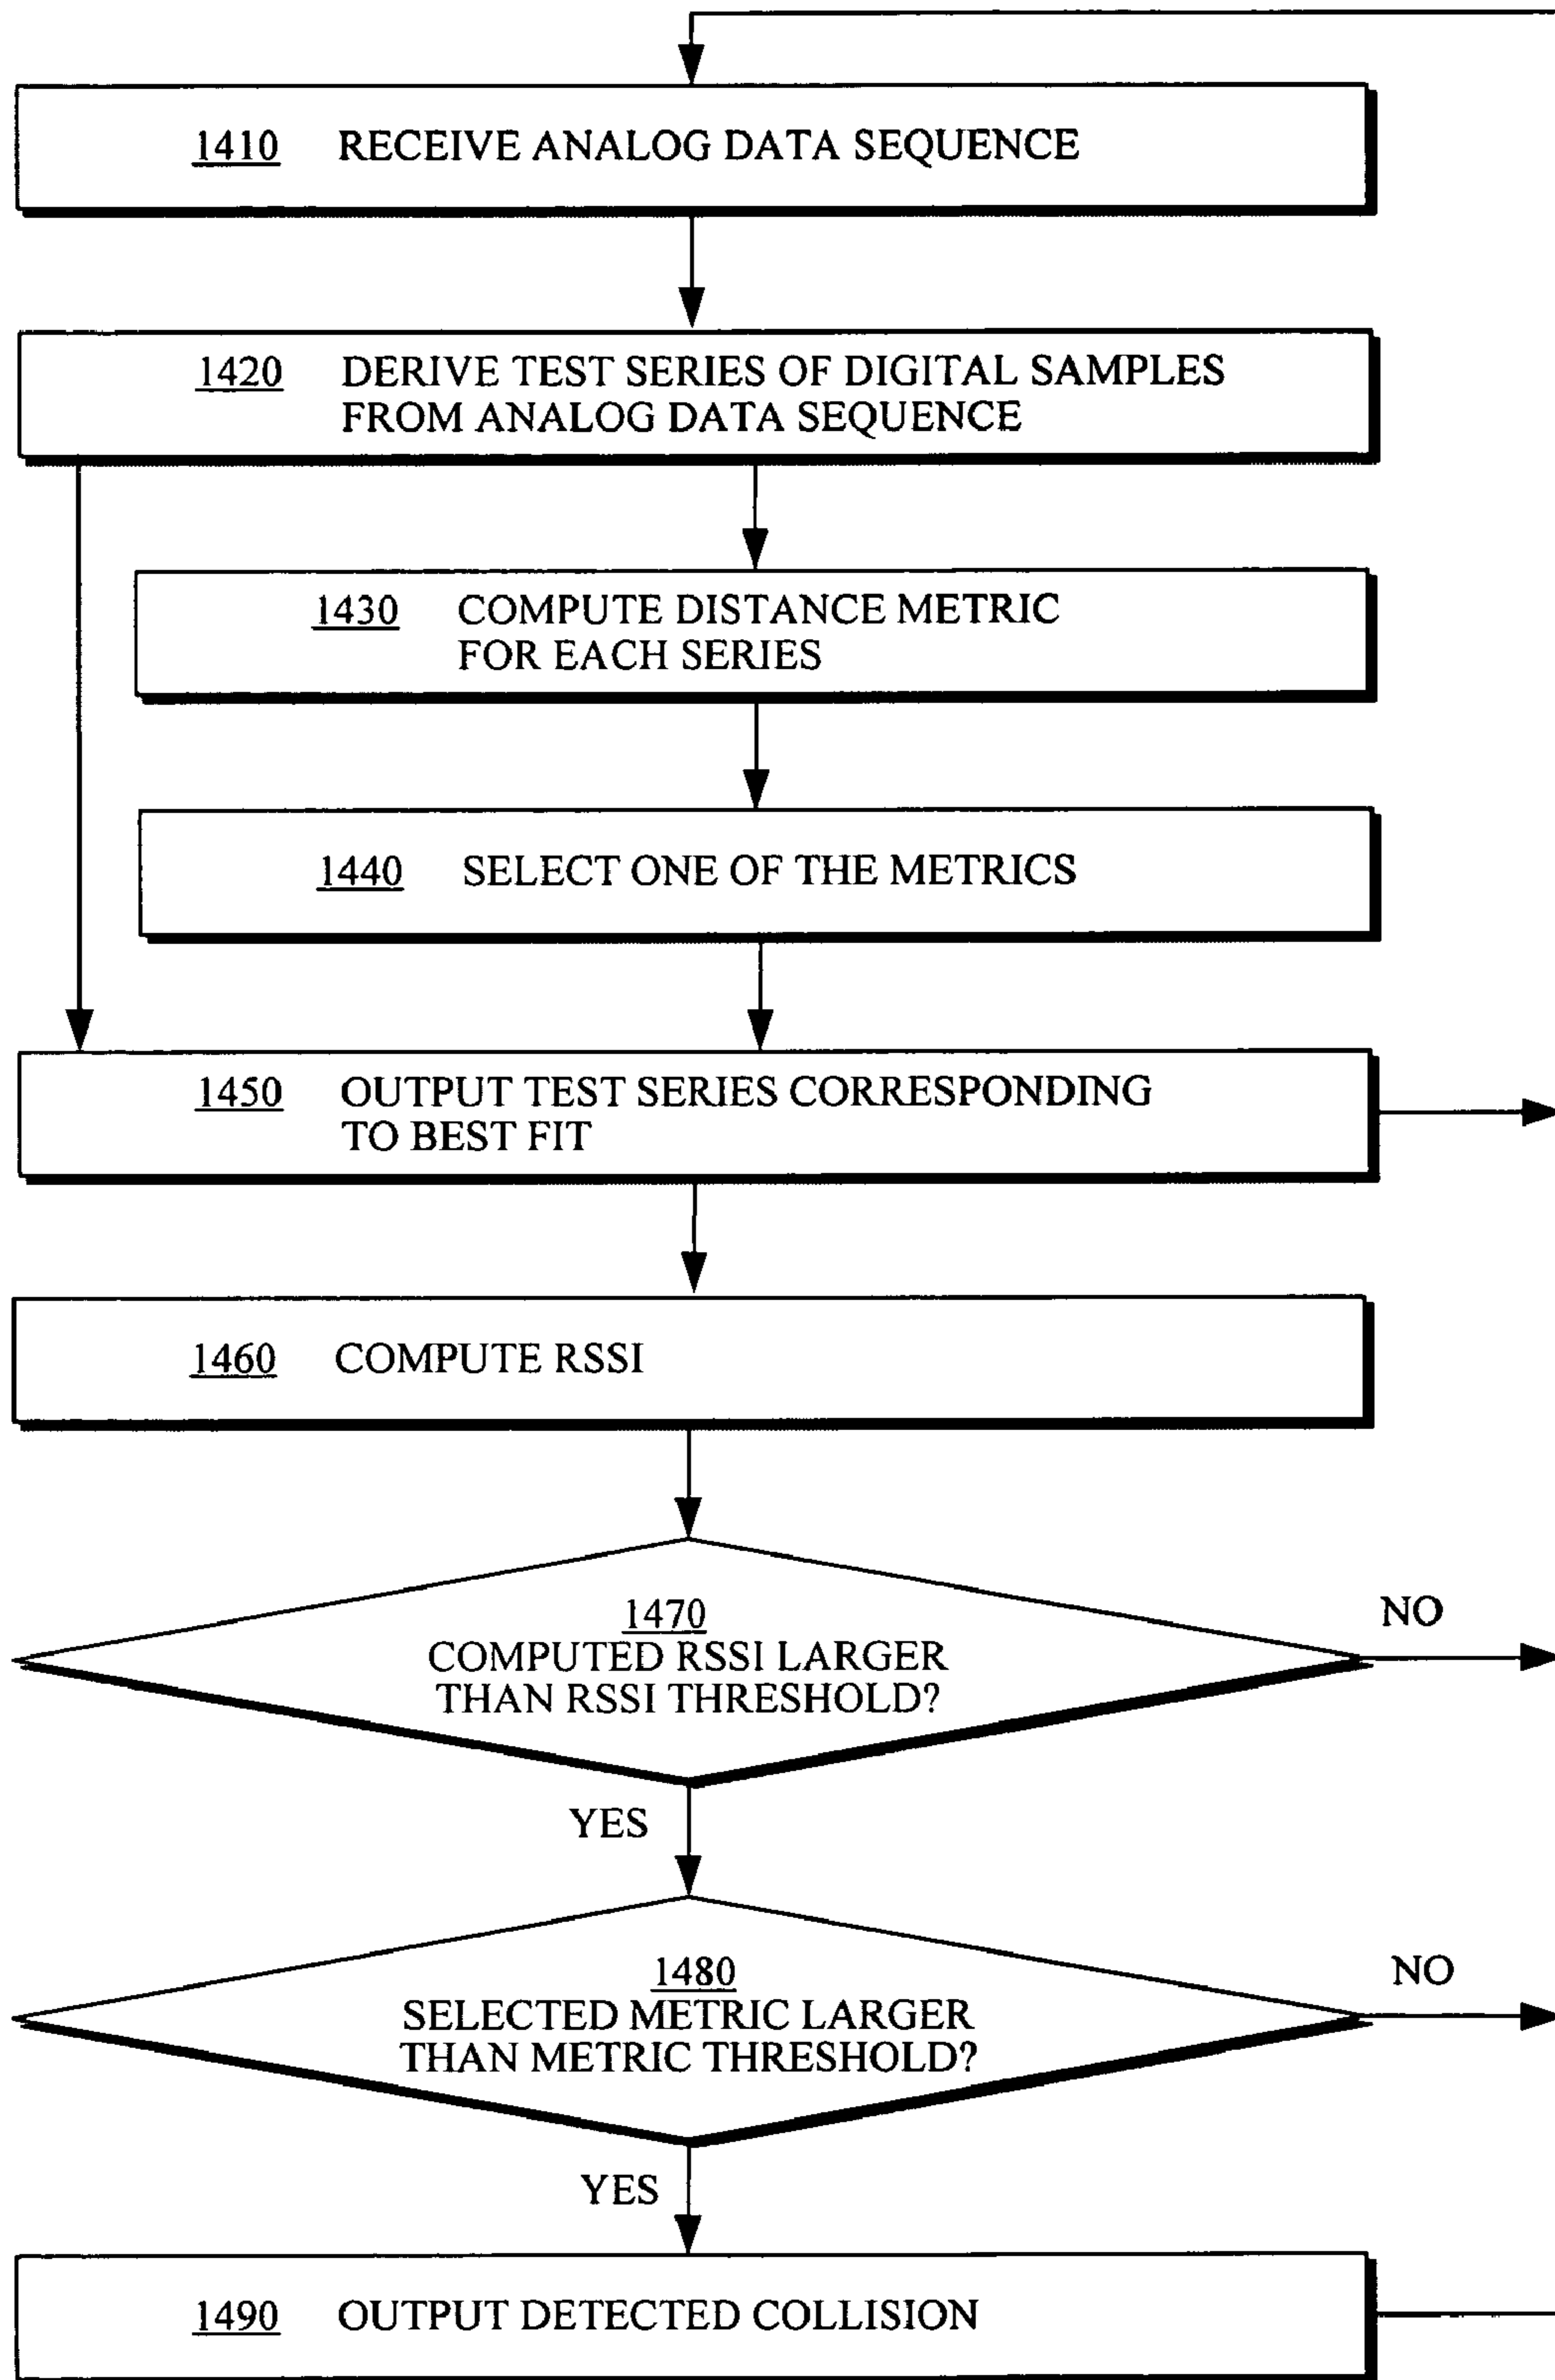 1410 RECEIVE ANALOG DATA SEQUENCE
1420 DERIVE TEST SERIES OF DIGITAL SAMPLES
FROM ANALOG DATA SEQUENCE
1430 COMPUTE DISTANCE METRIC
FOR EACH SERIES
1440 SELECT ONE OF THE METRICS
1450 OUTPUT TEST SERIES CORRESPONDING
TO BEST FIT
1460 COMPUTE RSSI
1470
COMPUTED RSSI LARGER
THAN RSSI THRESHOLD?
NO
YES
1480
SELECTED METRIC LARGER
THAN METRIC THRESHOLD?
NO
YES
1490 OUTPUT DETECTED COLLISION